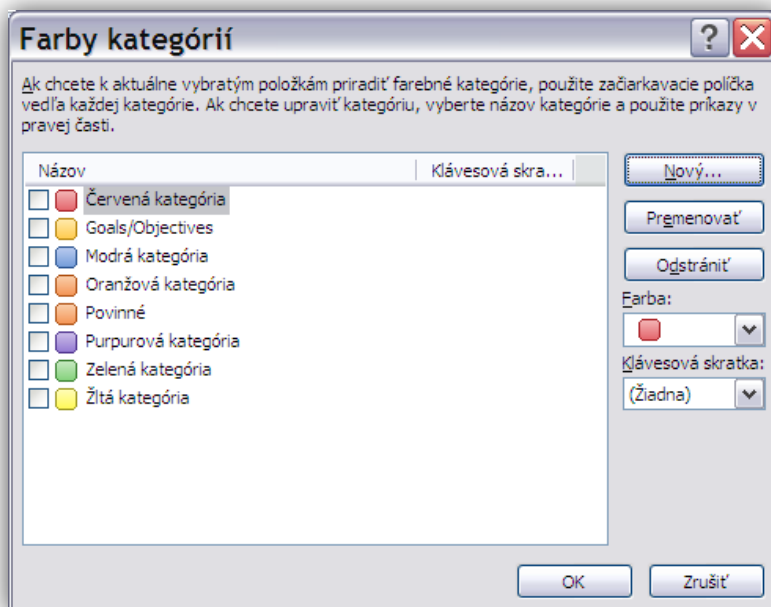 Farby kategórií
Ak chcete k aktuálne vybratým položkám priradiť farebné kategórie, použite začiarkavacie políčka
vedľa každej kategórie. Ak chcete upraviť kategóriu, vyberte názov kategórie a použite príkazy v
pravej časti.
Názov Klávesová skra...
Červená kategória
Goals/Objectives
Modrá kategória
Oranžová kategória
Povinné
Purpurová kategória
Zelená kategória
Žltá kategória
Nový...
Premenovať
Odstrániť
Farba:
Klávesová skratka:
(Žiadna)
OK Zrušiť